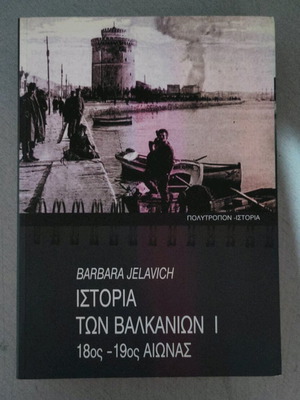 ΠΟΛΥΤΡΟΠΟΝ-ΙΣΤΟΡΙΑ
BARBARA JELAVICH
ΙΣΤΟΡΙΑ
ΤΩΝ ΒΑΛΚΑΝΙΩΝ Ι
18ος -19ος ΑΙΩΝΑΣ